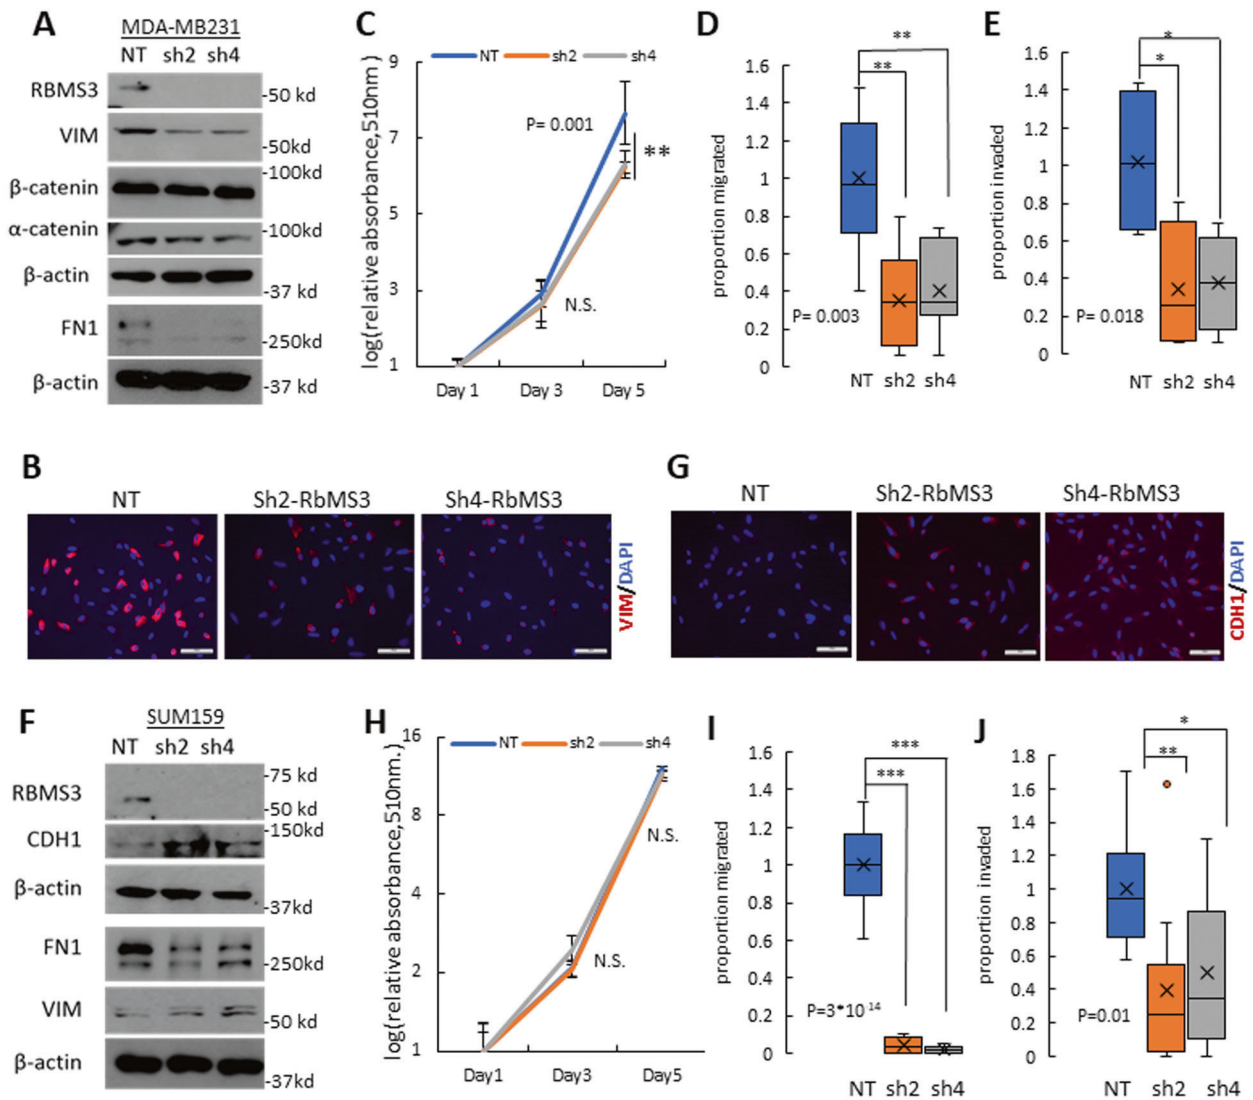 A
MDA-MB231
NT sh2 sh4
RBMS3
-50 kd
VIM
-50kd
-100kd
β-catenin
α-catenin
-100kd
β-actin
-37 kd
FN1
-250kd
β-actin
-37 kd
C
NT sh2 sh4
log(relative absorbance,510nm)
9
7
5
3
1
P= 0.001
**
N.S.
Day 1 Day 3 Day 5
D
proportion migrated
1.6
1.4
1.2
1
0.8
0.6
0.4
0.2
0
**
**
P= 0.003
NT sh2 sh4
E
proportion invaded
1.6
1.4
1.2
1
0.8
0.6
0.4
0.2
0
*
*
P= 0.018
NT sh2 sh4
B
NT Sh2-RbMS3 Sh4-RbMS3
VIM/DAPI
G
NT Sh2-RbMS3 Sh4-RbMS3
CDH1/DAPI
F
SUM159
NT sh2 sh4
-75 kd
RBMS3
-50 kd
-150kd
CDH1
β-actin
-37kd
FN1
-250kd
VIM
-50 kd
β-actin
-37kd
H
NT sh2 sh4
log(relative absorbance,510nm.)
16
8
4
2
1
N.S.
N.S.
Day1 Day3 Day5
I
proportion migrated
1.6
1.4
1.2
1
0.8
0.6
0.4
0.2
0
***
***
P=3*10-14
NT sh2 sh4
J
proportion invaded
1.8
1.6
1.4
1.2
1
0.8
0.6
0.4
0.2
0
*
**
P=0.01
NT sh2 sh4